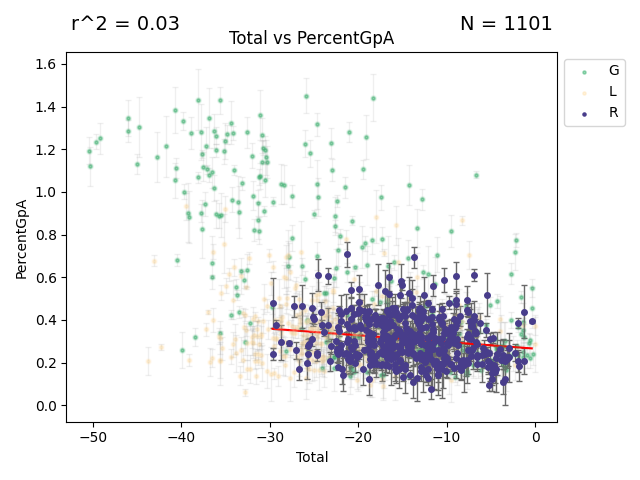 r^2 = 0.03
N = 1101
Total vs PercentGpA
G
L
R
1.6
1.4
1.2
1.0
0.8
0.6
0.4
0.2
0.0
PercentGpA
−50
−40
−30
−20
−10
0
Total